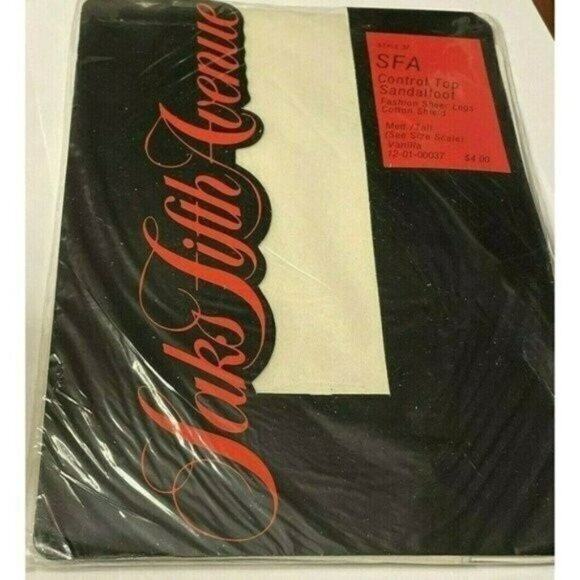 Saks Fifth Avenue
STYLE 37
SFA
Control Top
Sandalfoot
Fashion Sheer Legs
Cotton Shield
Med /Tall
(See Size Scale)
Vanilla
12-01-00037 $4.00